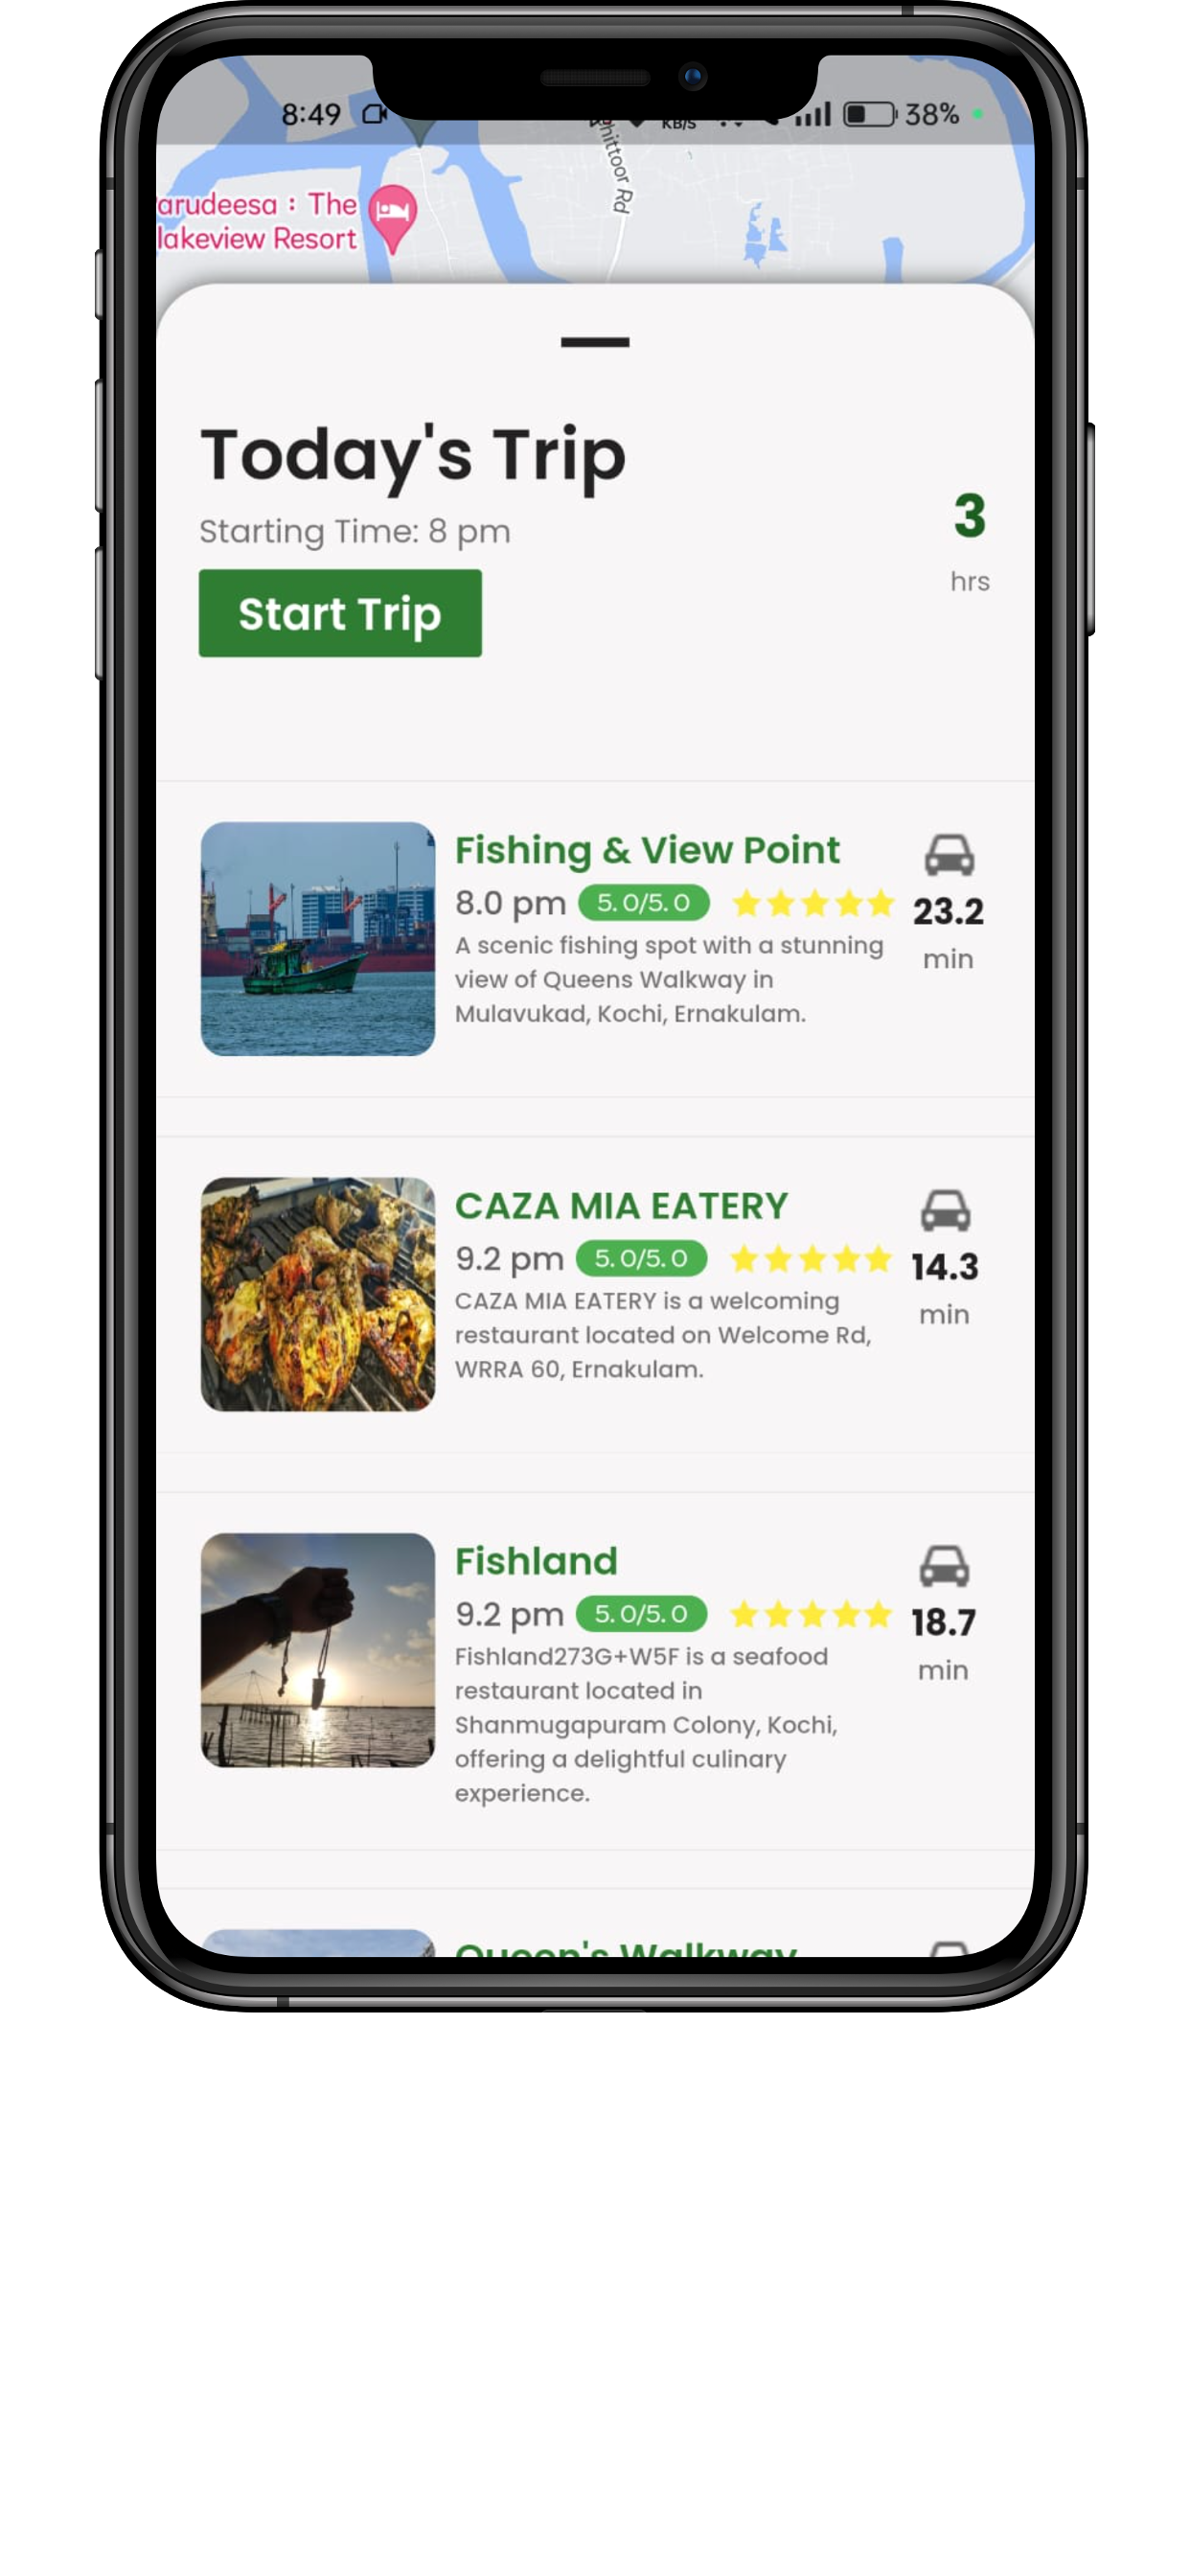 8:49
KB/S
38%
hittoor Rd
arudeesa : The
lakeview Resort
Today's Trip
Starting Time: 8 pm
3
hrs
Start Trip
Fishing & View Point
8.0 pm 5.0/5.0
23.2
min
A scenic fishing spot with a stunning
view of Queens Walkway in
Mulavukad, Kochi, Ernakulam.
CAZA MIA EATERY
9.2 pm 5.0/5.0
14.3
min
CAZA MIA EATERY is a welcoming
restaurant located on Welcome Rd,
WRRA 60, Ernakulam.
Fishland
9.2 pm 5.0/5.0
18.7
min
Fishland273G+W5F is a seafood
restaurant located in
Shanmugapuram Colony, Kochi,
offering a delightful culinary
experience.
Queen's Walkway